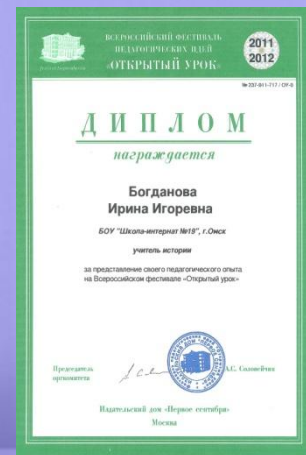 ВСЕРОССИЙСКИЙ ФЕСТИВАЛЬ
ПЕДАГОГИЧЕСКИХ ИДЕЙ
«ОТКРЫТЫЙ УРОК»
2011
2012
ДИПЛОМ
награждается
Богданова
Ирина Игоревна
БОУ "Школа-интернат №19", г.Омск
учитель истории
за представление своего педагогического опыта
на Всероссийском фестивале «Открытый урок»
Председатель
оргкомитета
А.С. Соловейчик
Издательский дом «Первое сентября»
Москва